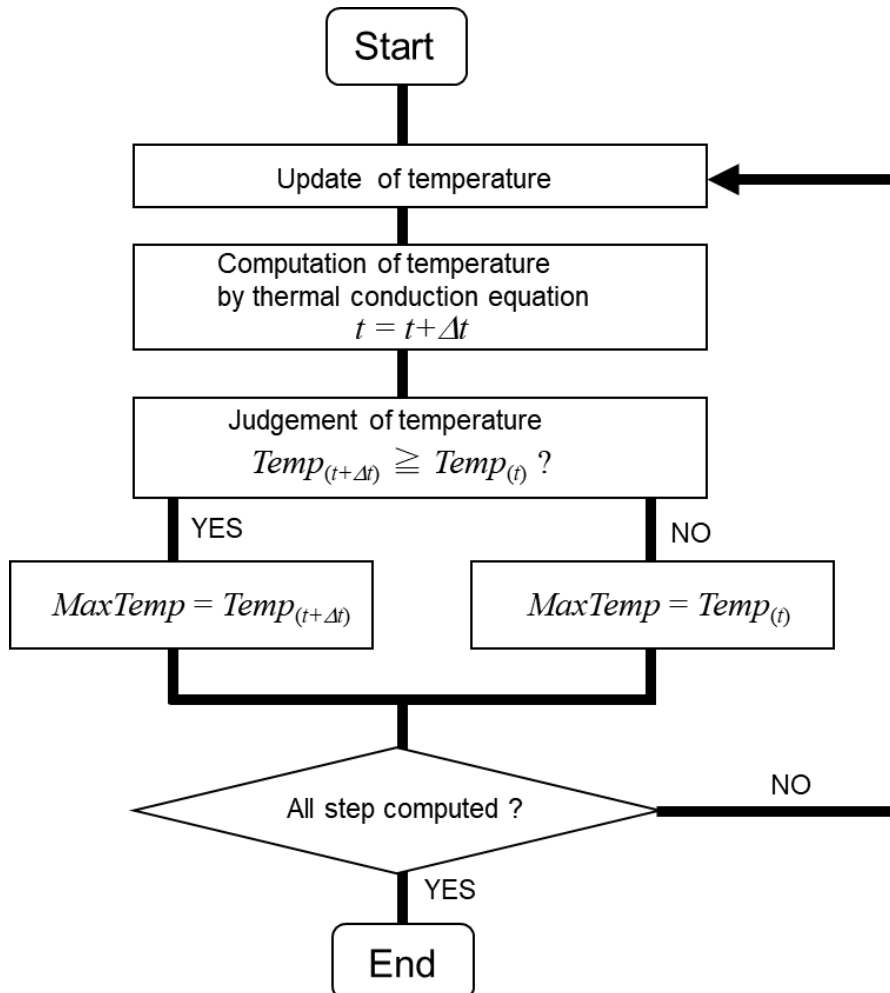 Start
Update of temperature
Computation of temperature
by thermal conduction equation
t = t+Δt
Judgement of temperature
Temp(t+Δt) ≧ Temp(t) ?
YES
NO
MaxTemp = Temp(t+Δt)
MaxTemp = Temp(t)
All step computed ?
NO
YES
End